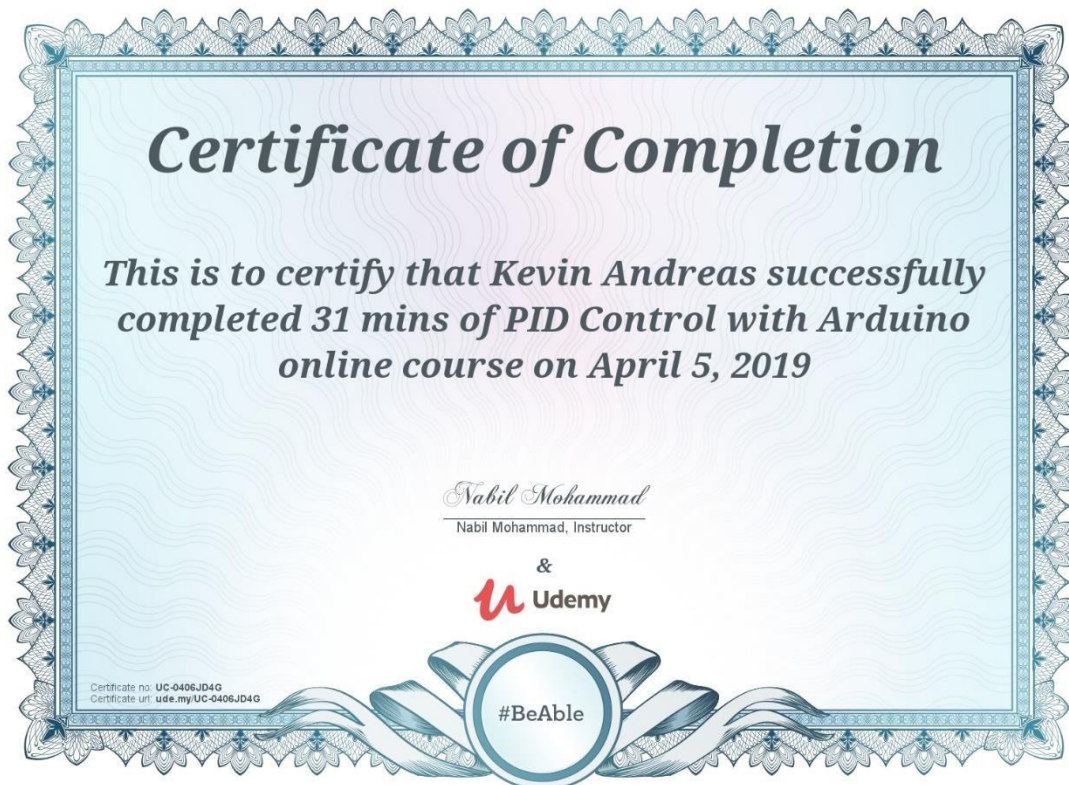 Certificate of Completion
This is to certify that Kevin Andreas successfully
completed 31 mins of PID Control with Arduino
online course on April 5, 2019
Nabil Mohammad
Nabil Mohammad, Instructor
&
Udemy
Certificate no: UC-0406JD4G
Certificate url: ude.my/UC-0406JD4G
#BeAble